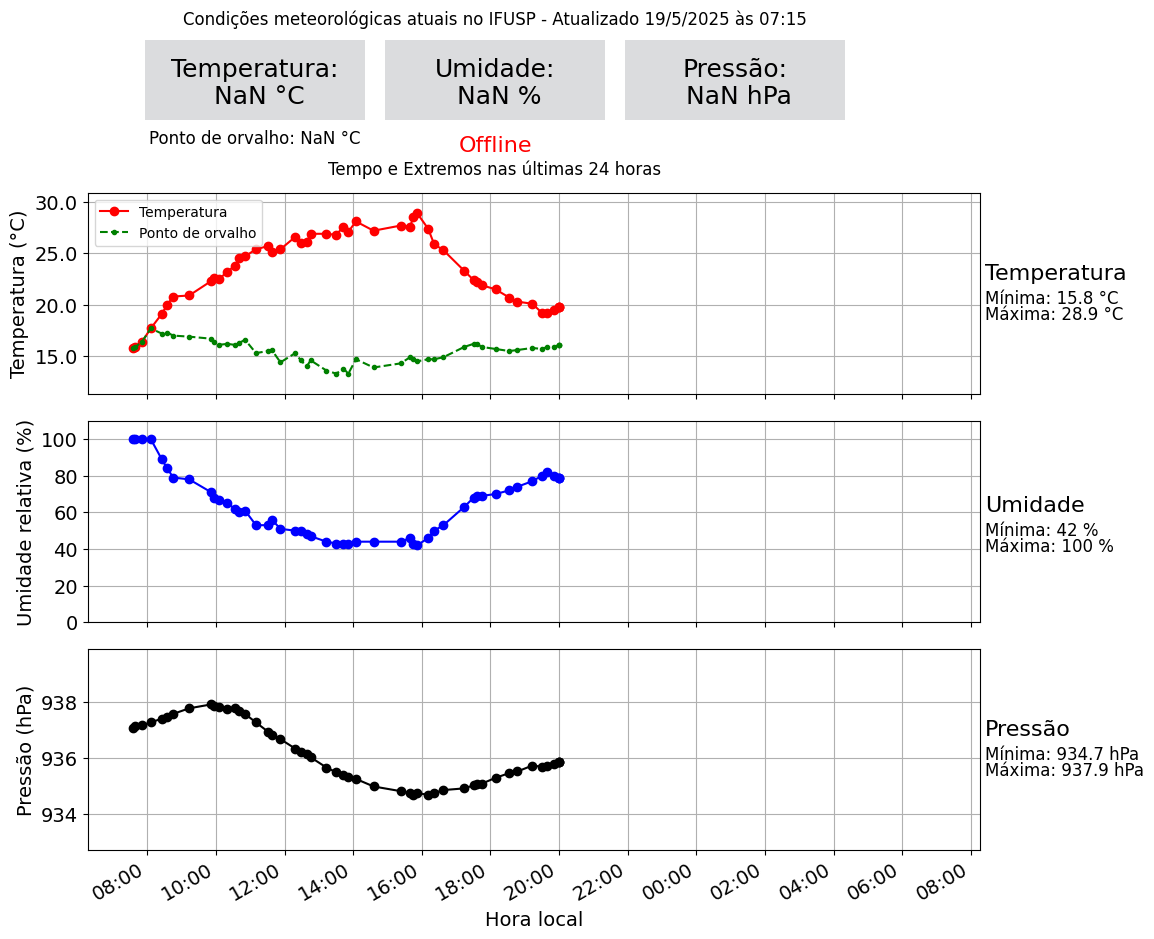 Condições meteorológicas atuais no IFUSP - Atualizado 19/5/2025 às 07:15
Temperatura:
NaN °C
Umidade:
NaN %
Pressão:
NaN hPa
Ponto de orvalho: NaN °C
Offline
Tempo e Extremos nas últimas 24 horas
Temperatura (°C)
30.0
25.0
20.0
15.0
Temperatura
Ponto de orvalho
Temperatura
Mínima: 15.8 °C
Máxima: 28.9 °C
Umidade relativa (%)
100
80
60
40
20
0
Umidade
Mínima: 42 %
Máxima: 100 %
Pressão (hPa)
938
936
934
Pressão
Mínima: 934.7 hPa
Máxima: 937.9 hPa
08:00
10:00
12:00
14:00
16:00
18:00
20:00
22:00
00:00
02:00
04:00
06:00
08:00
Hora local